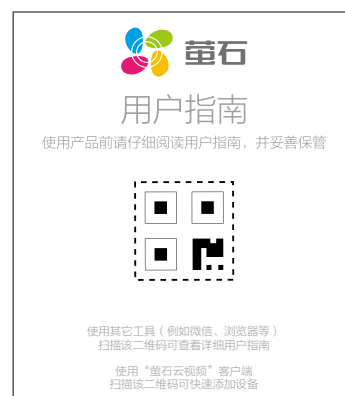 萤石
用户指南
使用产品前请仔细阅读用户指南，并妥善保管
使用其它工具（例如微信、浏览器等）
扫描该二维码可查看详细用户指南
使用“萤石云视频”客户端
扫描该二维码可快速添加设备